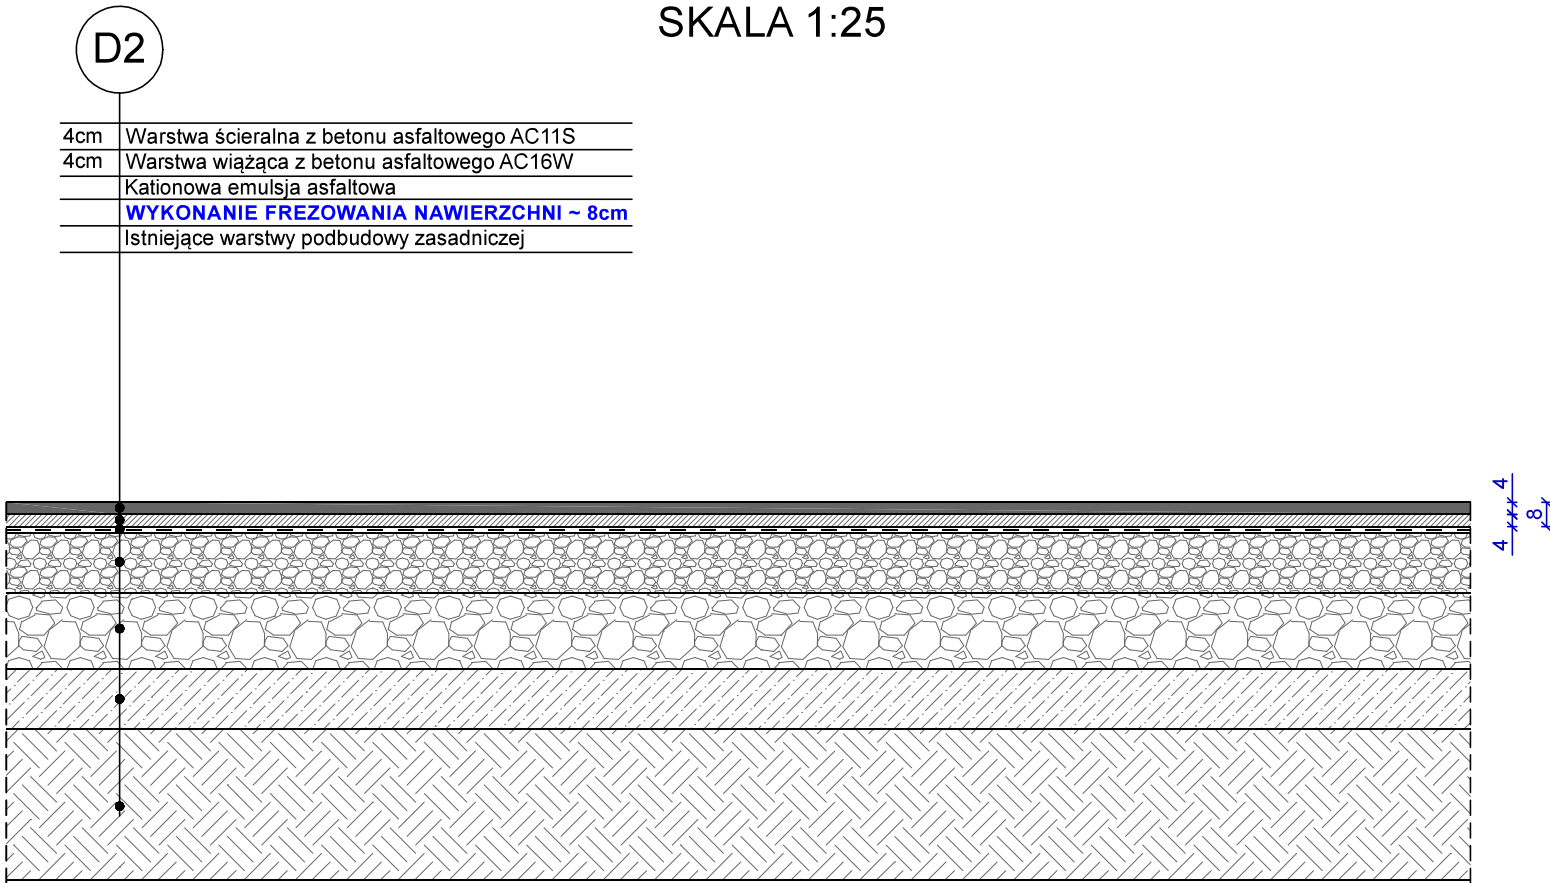 SKALA 1:25
D2
4cm Warstwa ścieralna z betonu asfaltowego AC11S
4cm Warstwa wiążąca z betonu asfaltowego AC16W
Kationowa emulsja asfaltowa
WYKONANIE FREZOWANIA NAWIERZCHNI ~ 8cm
Istniejące warstwy podbudowy zasadniczej
4
8
4